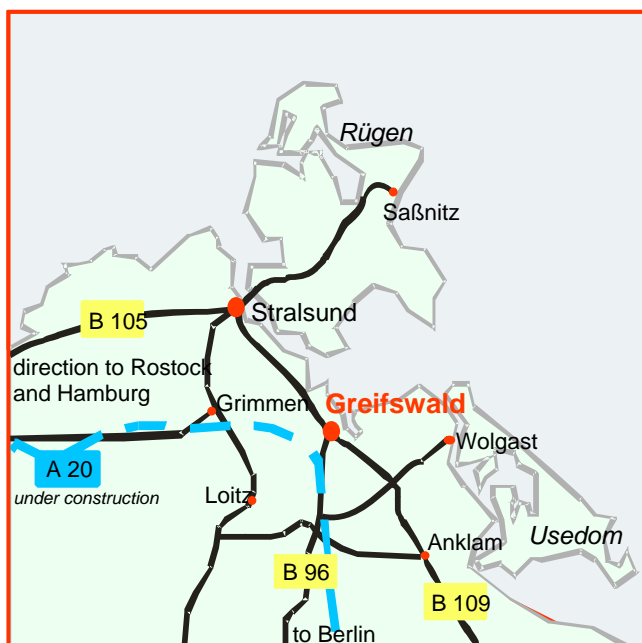 Rügen
Saßnitz
Stralsund
B 105
direction to Rostock
and Hamburg
Grimmen
Greifswald
Wolgast
A 20
under construction
Loitz
Usedom
Anklam
B 96
B 109
to Berlin